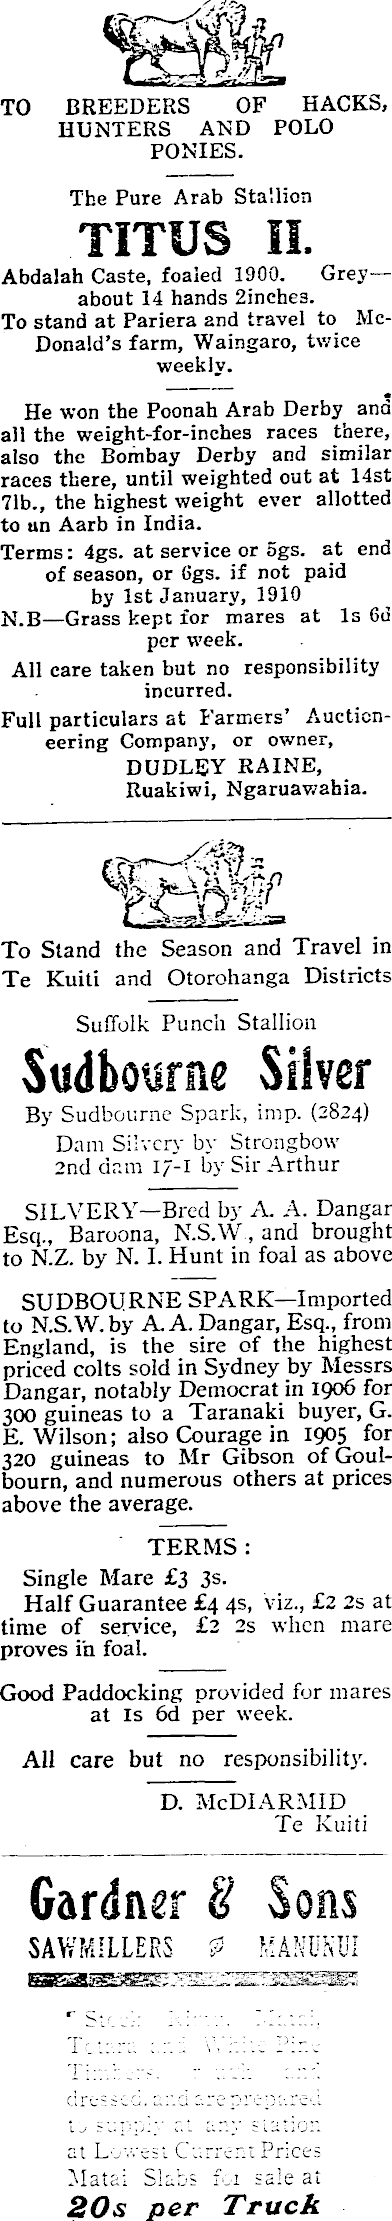 TO BREEDERS OF HACKS,
HUNTERS AND POLO
PONIES.
The Pure Arab Stallion
TITUS II.
Abdalah Caste, foaled 1900. Grey—
about 14 hands 2inches.
To stand at Pariera and travel to Mc-
Donald's farm, Waingaro, twice
weekly.
He won the Poonah Arab Derby and
all the weight-for-inches races there,
also the Bombay Derby and similar
races there, until weighted out at 14st
7lb., the highest weight ever allotted
to an Aarb in India.
Terms: 4gs. at service or 5gs. at end
of season, or 6gs. if not paid
by 1st January, 1910
N.B—Grass kept for mares at 1s 6d
per week.
All care taken but no responsibility
incurred.
Full particulars at Farmers' Auction-
eering Company, or owner,
DUDLEY RAINE,
Ruakiwi, Ngaruawahia.
To Stand the Season and Travel in
Te Kuiti and Otorohanga Districts
Suffolk Punch Stallion
Sudbourne Silver
By Sudbourne Spark, imp. (2824)
Dam Silvery by Strongbow
2nd dam 17-1 by Sir Arthur
SILVERY—Bred by A. A. Dangar
Esq., Baroona, N.S.W., and brought
to N.Z. by N. I. Hunt in foal as above
SUDBOURNE SPARK—Imported
to N.S.W. by A. A. Dangar, Esq., from
England, is the sire of the highest
priced colts sold in Sydney by Messrs
Dangar, notably Democrat in 1906 for
300 guineas to a Taranaki buyer, G.
E. Wilson; also Courage in 1905 for
320 guineas to Mr Gibson of Goul-
bourn, and numerous others at prices
above the average.
TERMS:
Single Mare £3 3s.
Half Guarantee £4 4s, viz., £2 2s at
time of service, £2 2s when mare
proves in foal.
Good Paddocking provided for mares
at 1s 6d per week.
All care but no responsibility.
D. McDIARMID
Te Kuiti
Gardner & Sons
SAWMILLERS MANUNUI
Stock Matai,
Totara and White Pine
Timbers, and
dressed, and are prepared
to supply at any station
at Lowest Current Prices
Matai Slabs for sale at
20s per Truck